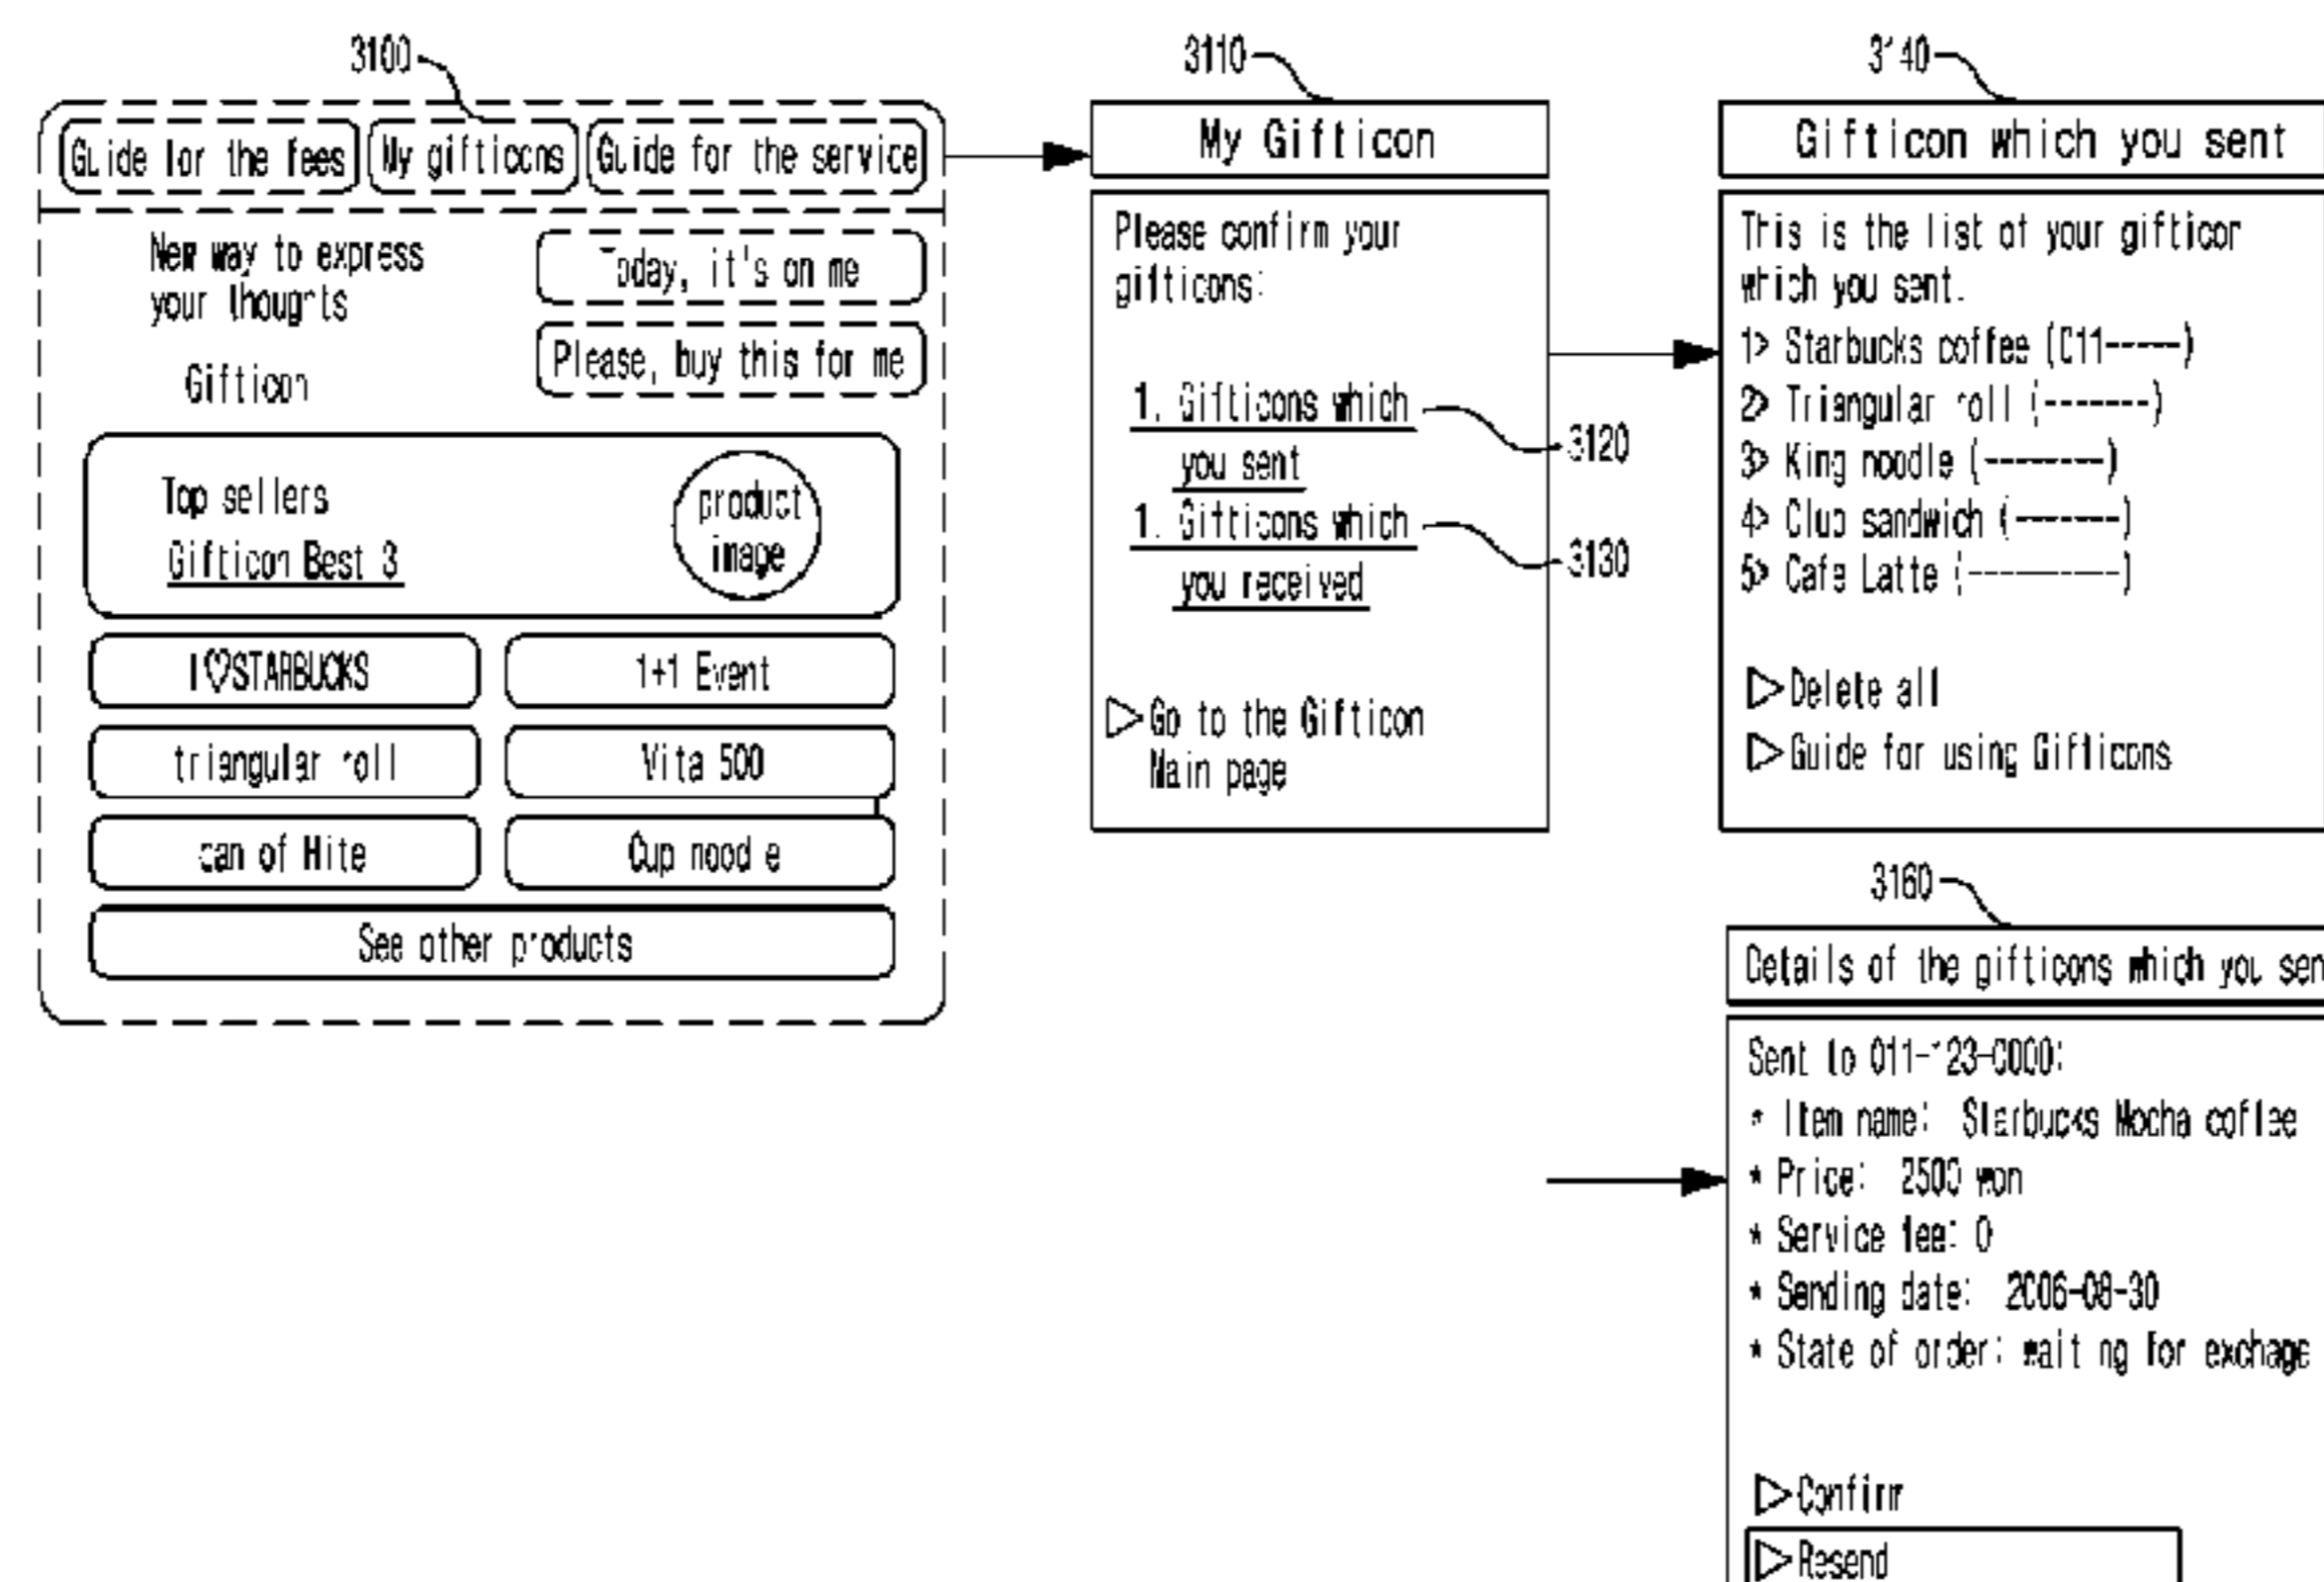 3100
Guide for the fees
My gifticons
Guide for the service
New way to express
your thoughts
Gifticon
Today, it's on me
Please, buy this for me
Top sellers
Gifticon Best 3
product
image
I♡STARBUCKS
1+1 Event
triangular roll
Vita 500
can of Hite
Cup noodle
See other products
3110
My Gifticon
Please confirm your
gifticons:
1. Gifticons which
you sent
3120
1. Gifticons which
you received
3130
▷Go to the Gifticon
Main page
3140
Gifticon which you sent
This is the list of your gifticon
which you sent.
1> Starbucks coffee (011-----)
2> Triangular roll (-------)
3> King noodle (--------)
4> Club sandwich (-------)
5> Cafe Latte (----------)
▷Delete all
▷Guide for using Gifticons
3160
Details of the gifticons which you sen
Sent to 011-123-0000:
* Item name: Starbucks Mocha coffee
* Price: 2500 won
* Service fee: 0
* Sending date: 2006-08-30
* State of order: waiting for exchage
▷Confirm
▷Resend